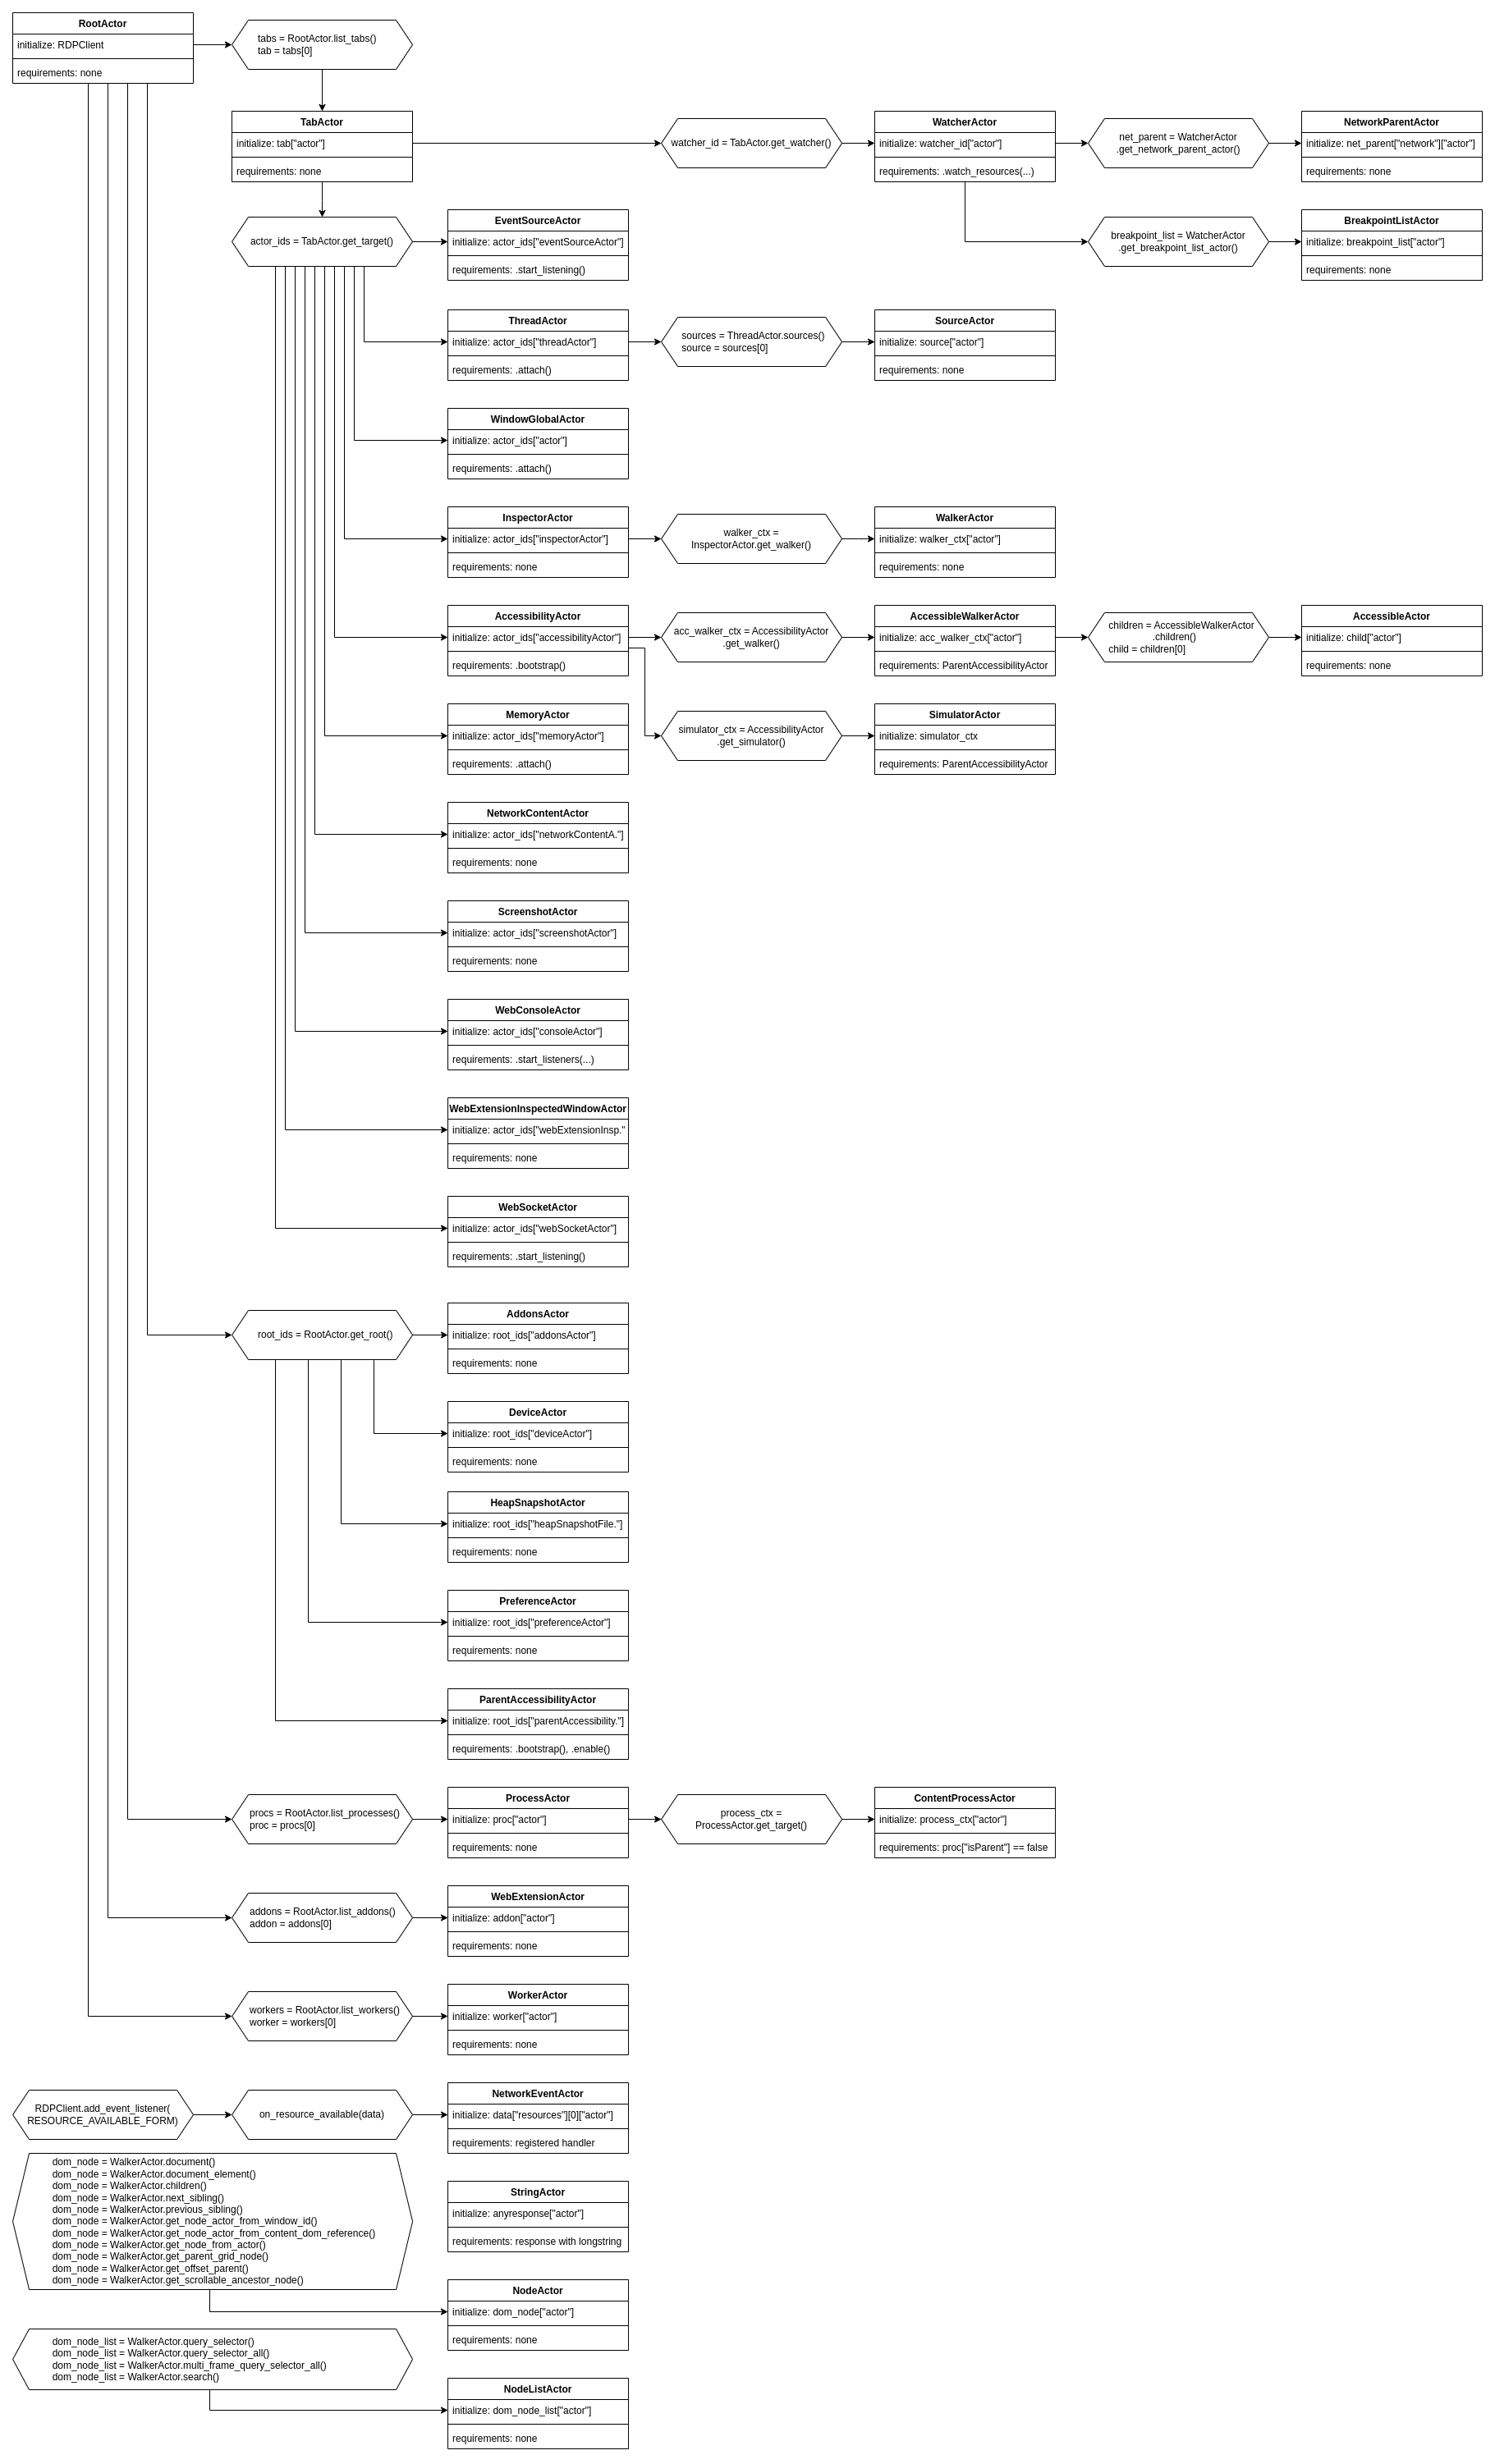 RootActor
initialize: RDPClient
requirements: none
tabs = RootActor.list_tabs()
tab = tabs[0]
TabActor
initialize: tab["actor"]
requirements: none
watcher_id = TabActor.get_watcher()
WatcherActor
initialize: watcher_id["actor"]
requirements: .watch_resources(...)
net_parent = WatcherActor
.get_network_parent_actor()
NetworkParentActor
initialize: net_parent["network"]["actor"]
requirements: none
actor_ids = TabActor.get_target()
EventSourceActor
initialize: actor_ids["eventSourceActor"]
requirements: .start_listening()
breakpoint_list = WatcherActor
.get_breakpoint_list_actor()
BreakpointListActor
initialize: breakpoint_list["actor"]
requirements: none
ThreadActor
initialize: actor_ids["threadActor"]
requirements: .attach()
sources = ThreadActor.sources()
source = sources[0]
SourceActor
initialize: source["actor"]
requirements: none
WindowGlobalActor
initialize: actor_ids["actor"]
requirements: .attach()
InspectorActor
initialize: actor_ids["inspectorActor"]
requirements: none
walker_ctx =
InspectorActor.get_walker()
WalkerActor
initialize: walker_ctx["actor"]
requirements: none
AccessibilityActor
initialize: actor_ids["accessibilityActor"]
requirements: .bootstrap()
acc_walker_ctx = AccessibilityActor
.get_walker()
AccessibleWalkerActor
initialize: acc_walker_ctx["actor"]
requirements: ParentAccessibilityActor
children = AccessibleWalkerActor
.children()
child = children[0]
AccessibleActor
initialize: child["actor"]
requirements: none
MemoryActor
initialize: actor_ids["memoryActor"]
requirements: .attach()
simulator_ctx = AccessibilityActor
.get_simulator()
SimulatorActor
initialize: simulator_ctx
requirements: ParentAccessibilityActor
NetworkContentActor
initialize: actor_ids["networkContentA."]
requirements: none
ScreenshotActor
initialize: actor_ids["screenshotActor"]
requirements: none
WebConsoleActor
initialize: actor_ids["consoleActor"]
requirements: .start_listeners(...)
WebExtensionInspectedWindowActor
initialize: actor_ids["webExtensionInsp."
requirements: none
WebSocketActor
initialize: actor_ids["webSocketActor"]
requirements: .start_listening()
root_ids = RootActor.get_root()
AddonsActor
initialize: root_ids["addonsActor"]
requirements: none
DeviceActor
initialize: root_ids["deviceActor"]
requirements: none
HeapSnapshotActor
initialize: root_ids["heapSnapshotFile."]
requirements: none
PreferenceActor
initialize: root_ids["preferenceActor"]
requirements: none
ParentAccessibilityActor
initialize: root_ids["parentAccessibility."]
requirements: .bootstrap(), .enable()
procs = RootActor.list_processes()
proc = procs[0]
ProcessActor
initialize: proc["actor"]
requirements: none
process_ctx =
ProcessActor.get_target()
ContentProcessActor
initialize: process_ctx["actor"]
requirements: proc["isParent"] == false
addons = RootActor.list_addons()
addon = addons[0]
WebExtensionActor
initialize: addon["actor"]
requirements: none
workers = RootActor.list_workers()
worker = workers[0]
WorkerActor
initialize: worker["actor"]
requirements: none
RDPClient.add_event_listener(
RESOURCE_AVAILABLE_FORM)
on_resource_available(data)
NetworkEventActor
initialize: data["resources"][0]["actor"]
requirements: registered handler
dom_node = WalkerActor.document()
dom_node = WalkerActor.document_element()
dom_node = WalkerActor.children()
dom_node = WalkerActor.next_sibling()
dom_node = WalkerActor.previous_sibling()
dom_node = WalkerActor.get_node_actor_from_window_id()
dom_node = WalkerActor.get_node_actor_from_content_dom_reference()
dom_node = WalkerActor.get_node_from_actor()
dom_node = WalkerActor.get_parent_grid_node()
dom_node = WalkerActor.get_offset_parent()
dom_node = WalkerActor.get_scrollable_ancestor_node()
StringActor
initialize: anyresponse["actor"]
requirements: response with longstring
NodeActor
initialize: dom_node["actor"]
requirements: none
dom_node_list = WalkerActor.query_selector()
dom_node_list = WalkerActor.query_selector_all()
dom_node_list = WalkerActor.multi_frame_query_selector_all()
dom_node_list = WalkerActor.search()
NodeListActor
initialize: dom_node_list["actor"]
requirements: none